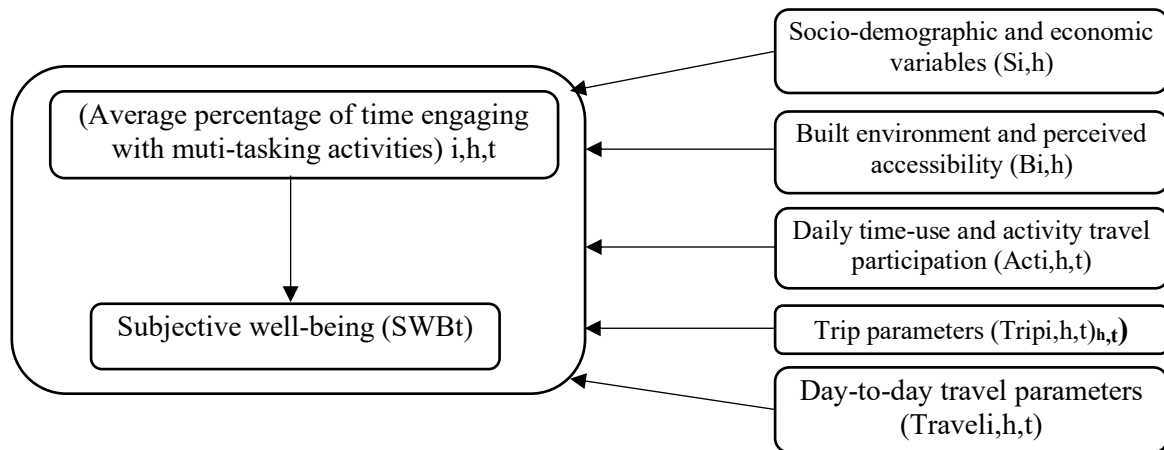 (Average percentage of time engaging
with muti-tasking activities) i,h,t
Subjective well-being (SWBt)
Socio-demographic and economic
variables (Si,h)
Built environment and perceived
accessibility (Bi,h)
Daily time-use and activity travel
participation (Acti,h,t)
Trip parameters (Tripi,h,t)h,t)
Day-to-day travel parameters
(Traveli,h,t)